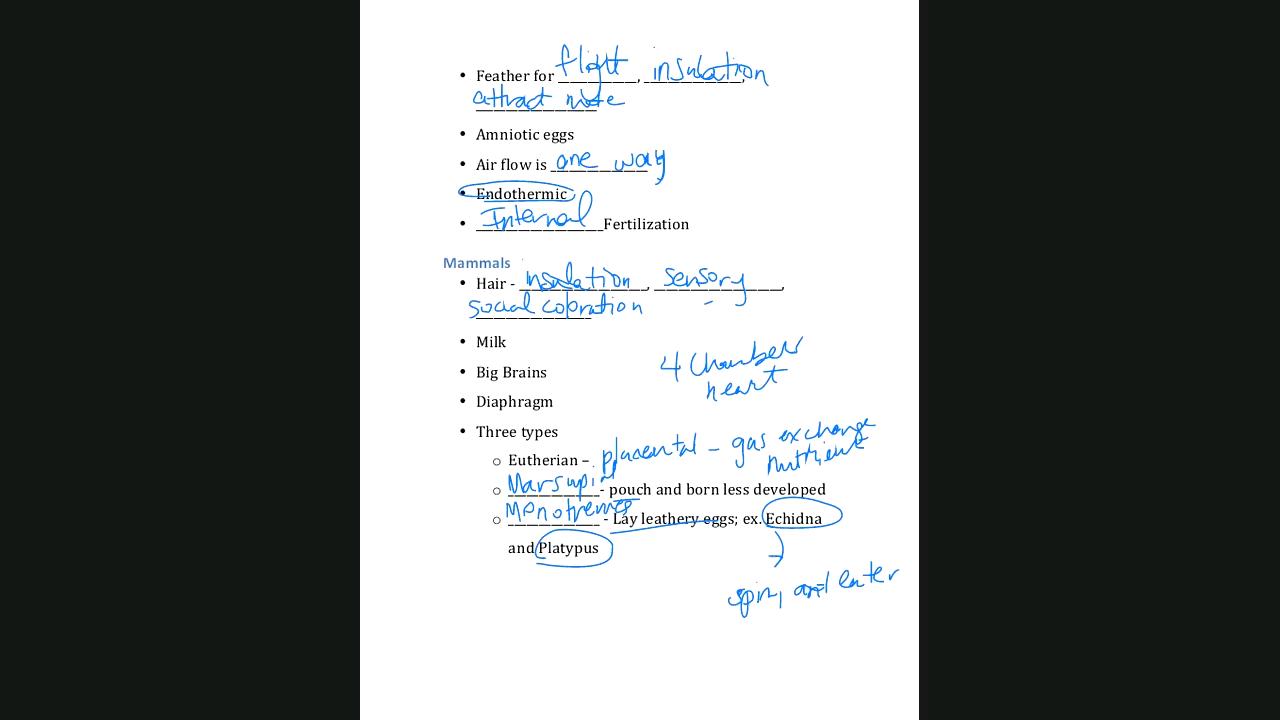 • Feather for flight, insulation,
attract mate
• Amniotic eggs
• Air flow is one way
• Endothermic
• Internal Fertilization
Mammals
• Hair - insulation, sensory,
social coloration
• Milk
4 Chamber
• Big Brains
heart
• Diaphragm
• Three types
○ Eutherian – placental – gas exchange
nutrient
○ Marsupial - pouch and born less developed
○ Monotremes - Lay leathery eggs; ex. Echidna
and Platypus
spiny anteater